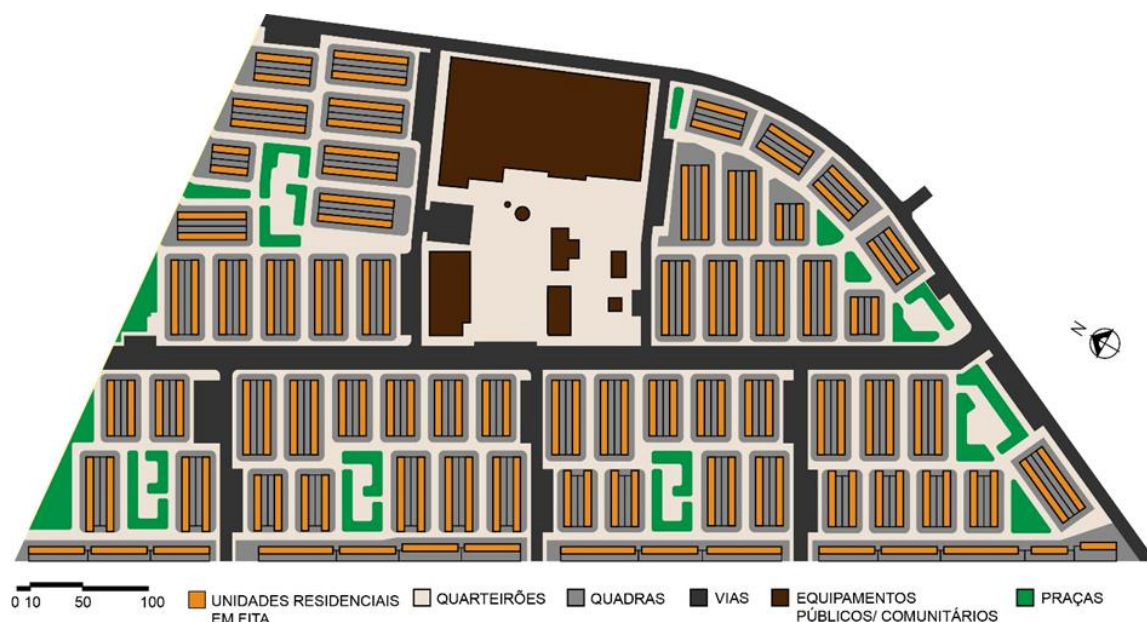 N
0 10 50 100
UNIDADES RESIDENCIAIS
EM FITA
QUARTEIRÕES
QUADRAS
VIAS
EQUIPAMENTOS
PÚBLICOS/ COMUNITÁRIOS
PRAÇAS